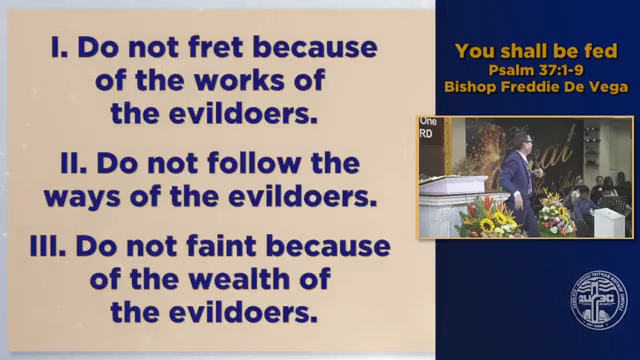 I. Do not fret because
of the works of
the evildoers.
II. Do not follow the
ways of the evildoers.
III. Do not faint because
of the wealth of
the evildoers.
You shall be fed
Psalm 37:1-9
Bishop Freddie De Vega
One
RD